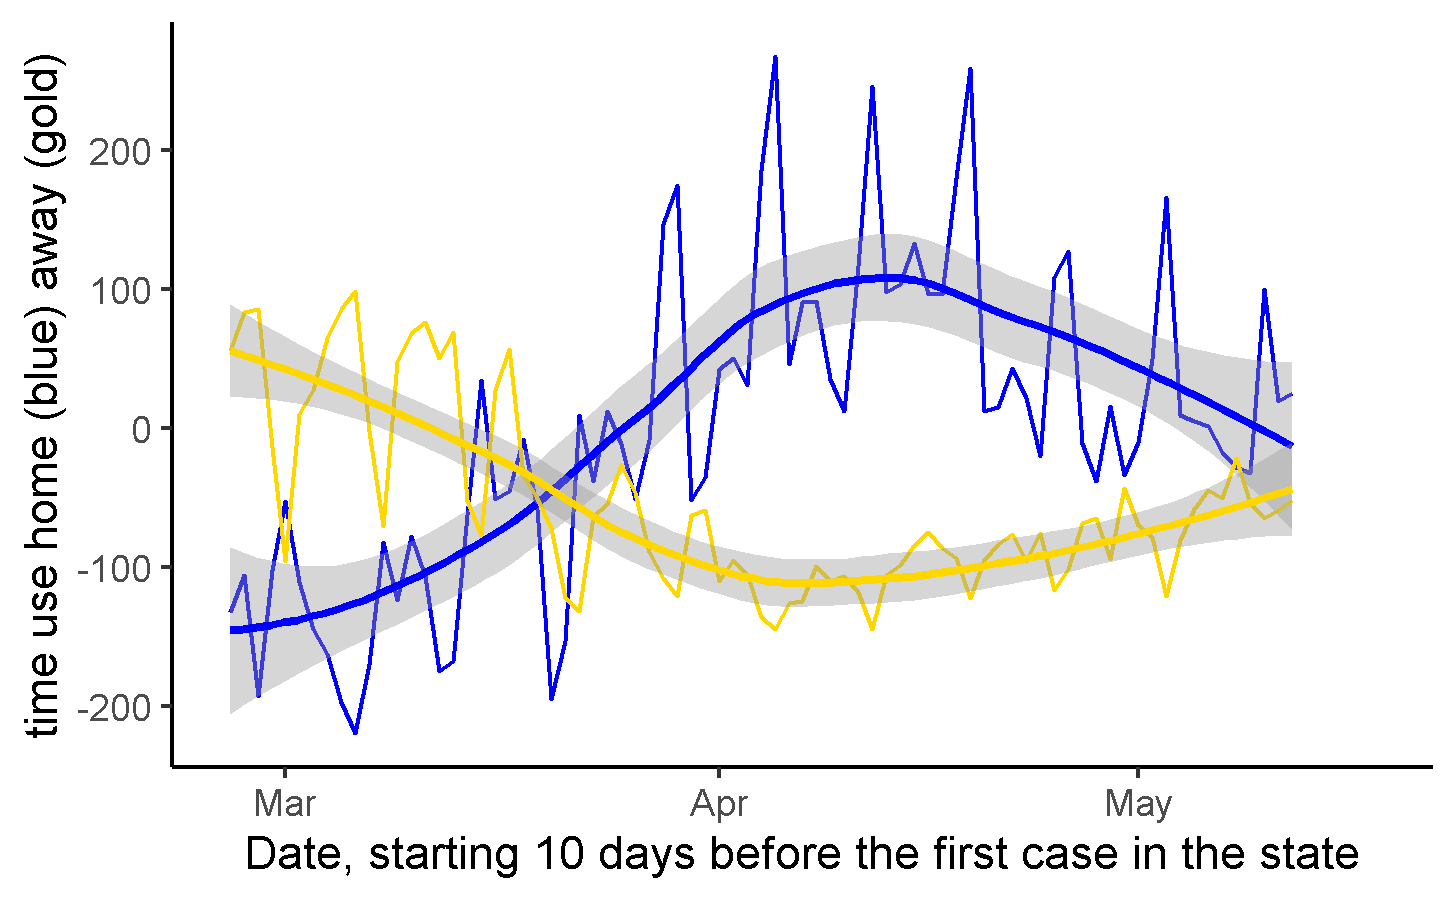 time use home (blue) away (gold)
200
100
0
-100
-200
Mar Apr May
Date, starting 10 days before the first case in the state